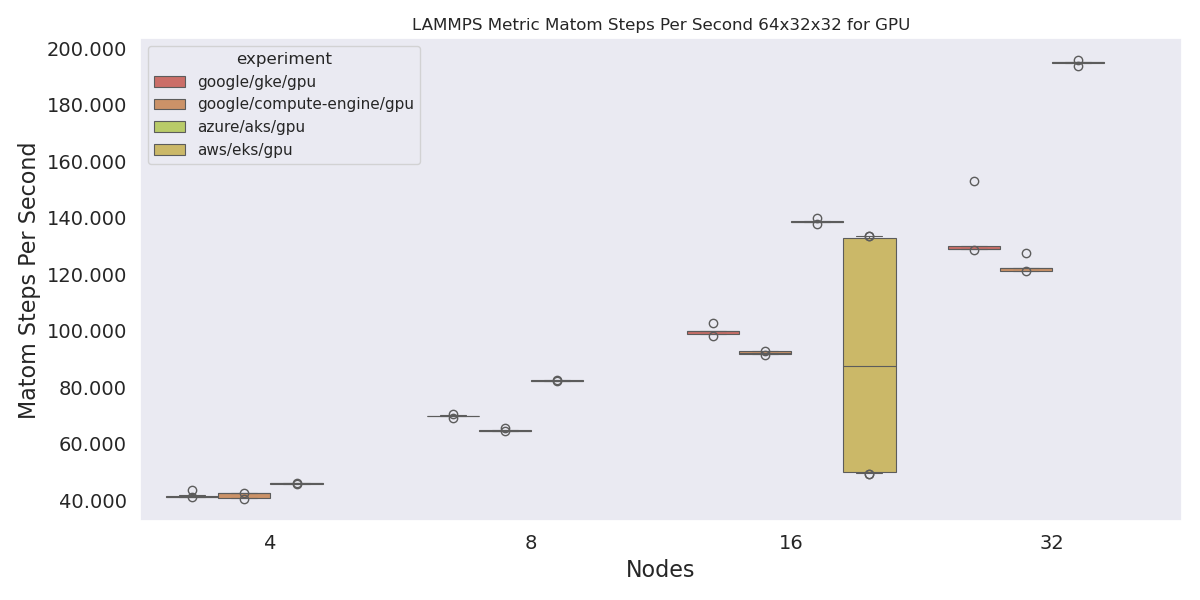 LAMMPS Metric Matom Steps Per Second 64x32x32 for GPU
200.000
180.000
160.000
140.000
120.000
100.000
80.000
60.000
40.000
Matom Steps Per Second
experiment
google/gke/gpu
google/compute-engine/gpu
azure/aks/gpu
aws/eks/gpu
4
8
16
32
Nodes